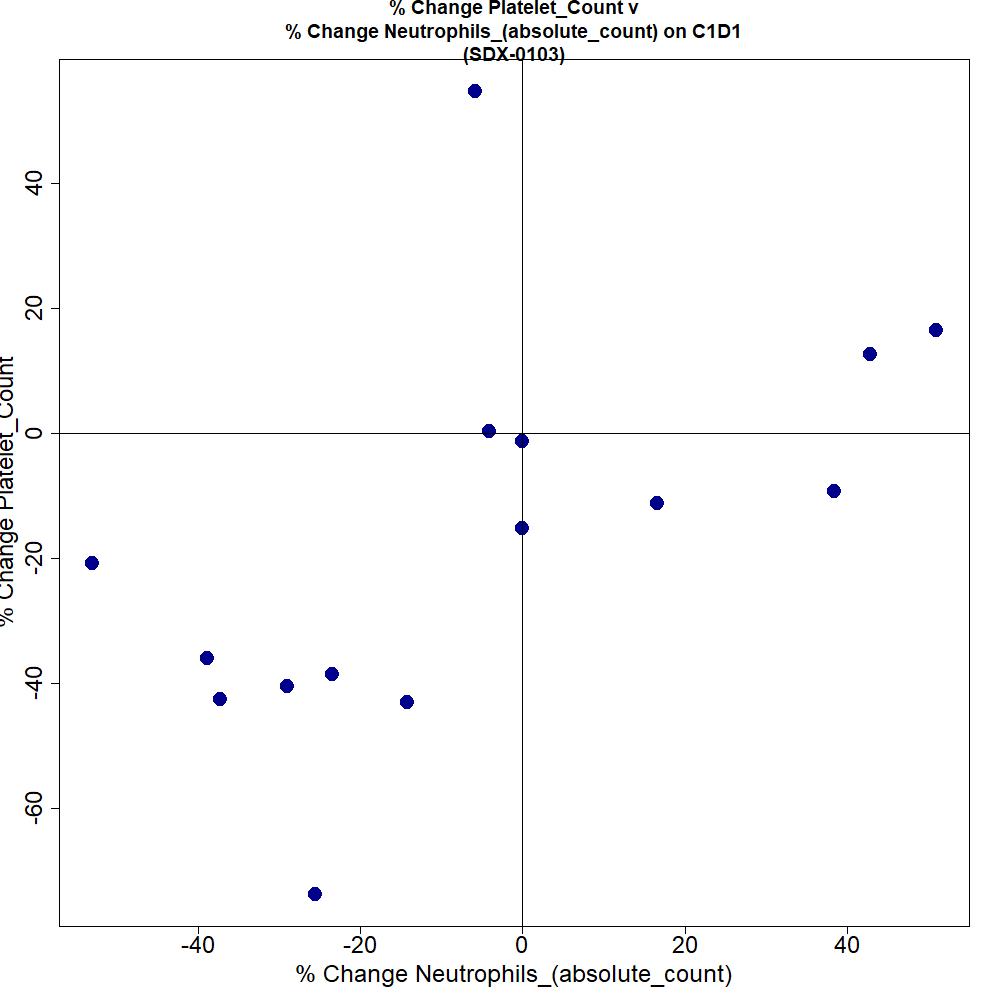 % Change Platelet_Count v
% Change Neutrophils_(absolute_count) on C1D1
(SDX-0103)
% Change Platelet_Count
40
20
0
-20
-40
-60
-40
-20
0
20
40
% Change Neutrophils_(absolute_count)